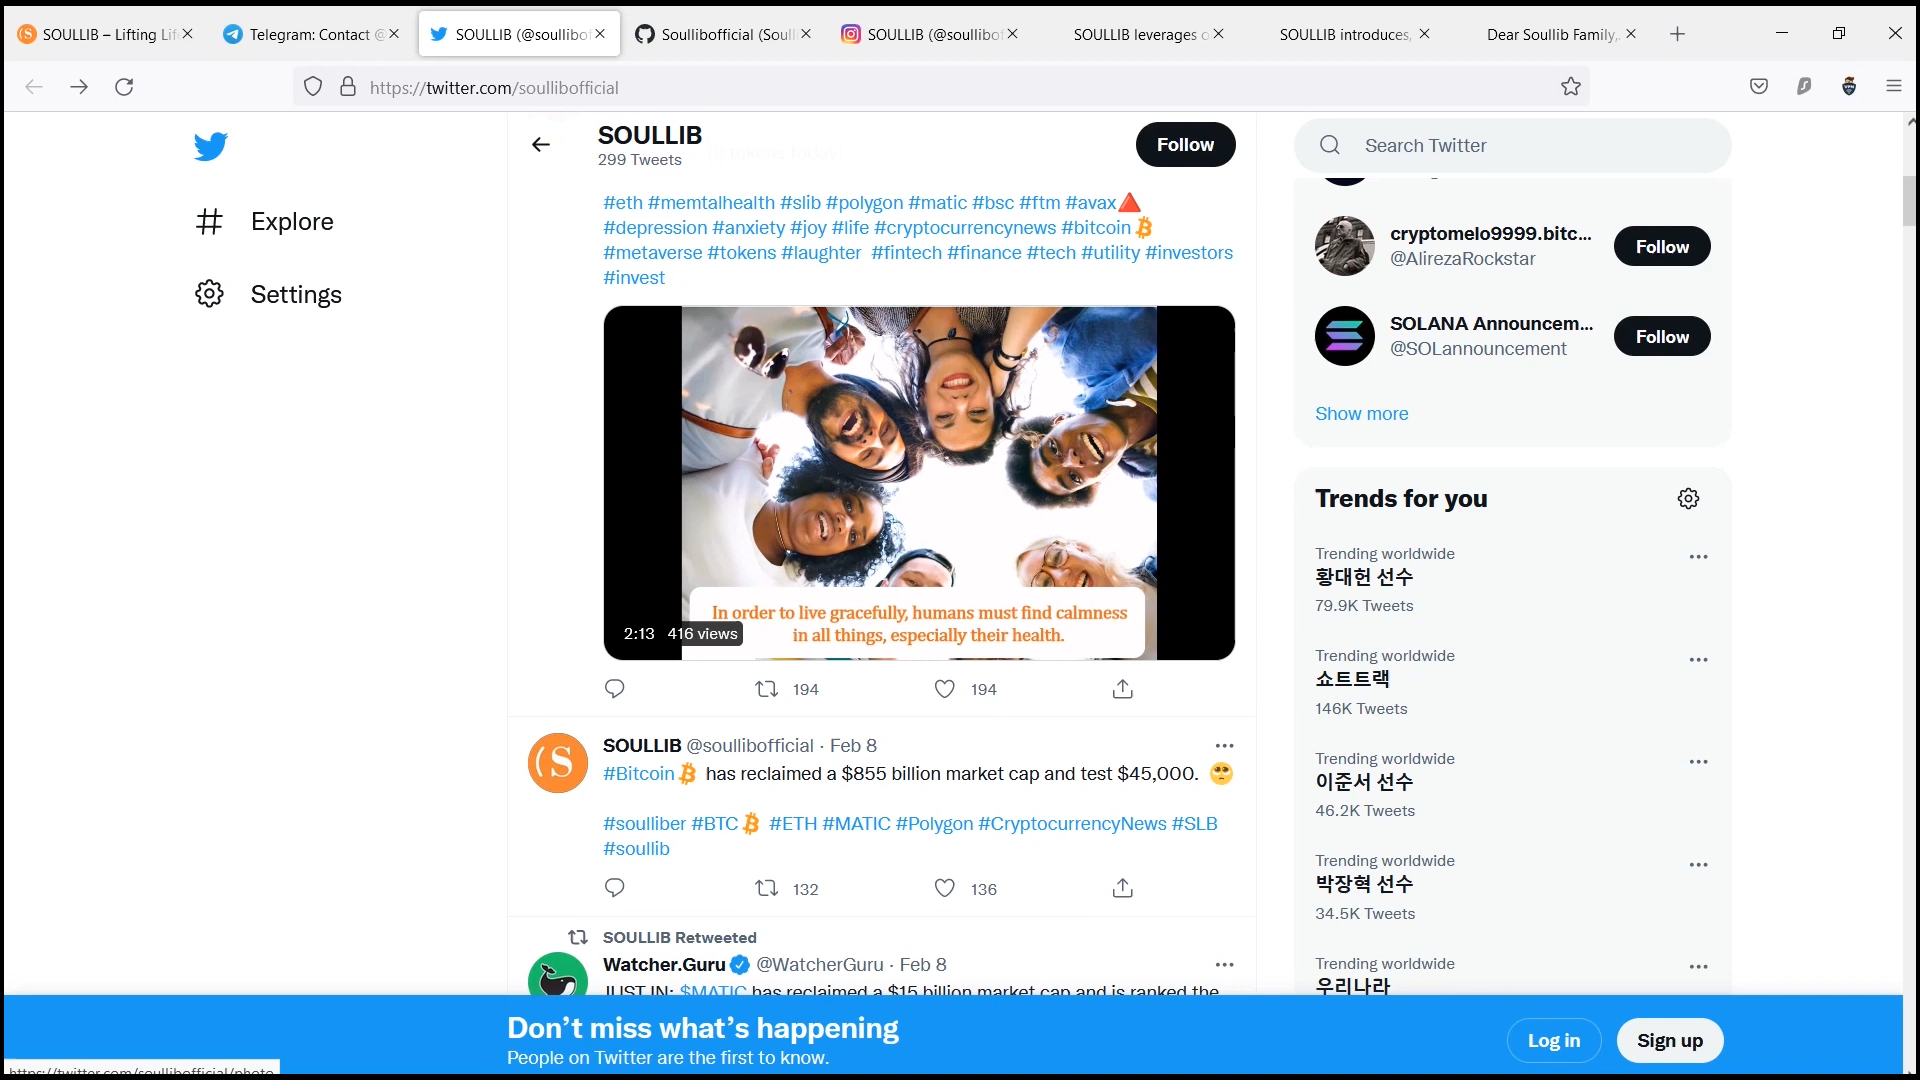 SOULLIB – Lifting Lif
Telegram: Contact @
SOULLIB (@soullibof
Soullibofficial (Soull
SOULLIB (@soullibof
SOULLIB leverages o
SOULLIB introduces,
Dear Soullib Family,
https://twitter.com/soullibofficial
SOULLIB
299 Tweets
Follow
Search Twitter
Explore
Settings
#eth #memtalhealth #slib #polygon #matic #bsc #ftm #avax
#depression #anxiety #joy #life #cryptocurrencynews #bitcoin
#metaverse #tokens #laughter #fintech #finance #tech #utility #investors
#invest
In order to live gracefully, humans must find calmness
in all things, especially their health.
2:13 416 views
194 194
SOULLIB @soullibofficial · Feb 8
#Bitcoin has reclaimed a $855 billion market cap and test $45,000. 🥺
#soulliber #BTC #ETH #MATIC #Polygon #CryptocurrencyNews #SLB
#soullib
132 136
SOULLIB Retweeted
Watcher.Guru @WatcherGuru · Feb 8
JUST IN: $MATIC has reclaimed a $15 billion market cap and is ranked the
cryptomelo9999.bitc...
@AlirezaRockstar
Follow
SOLANA Announcem...
@SOLannouncement
Follow
Show more
Trends for you
Trending worldwide
황대헌 선수
79.9K Tweets
Trending worldwide
쇼트트랙
146K Tweets
Trending worldwide
이준서 선수
46.2K Tweets
Trending worldwide
박장혁 선수
34.5K Tweets
Trending worldwide
우리나라
Don't miss what's happening
People on Twitter are the first to know.
Log in
Sign up
https://twitter.com/soullibofficial/photo